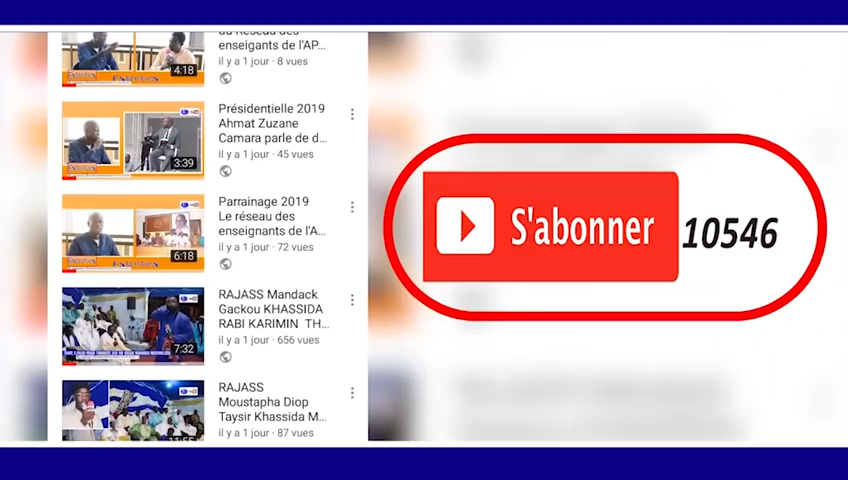 du Réseau des
enseigants de l'AP...
il y a 1 jour · 8 vues
4:18
Présidentielle 2019
Ahmat Zuzane
Camara parle de d...
il y a 1 jour · 45 vues
3:39
Parrainage 2019
Le réseau des
enseignants de l'A...
il y a 1 jour · 72 vues
6:18
RAJASS Mandack
Gackou KHASSIDA
RABI KARIMIN TH...
il y a 1 jour · 656 vues
7:32
RAJASS
Moustapha Diop
Taysir Khassida M...
il y a 1 jour · 87 vues
S'abonner 10546